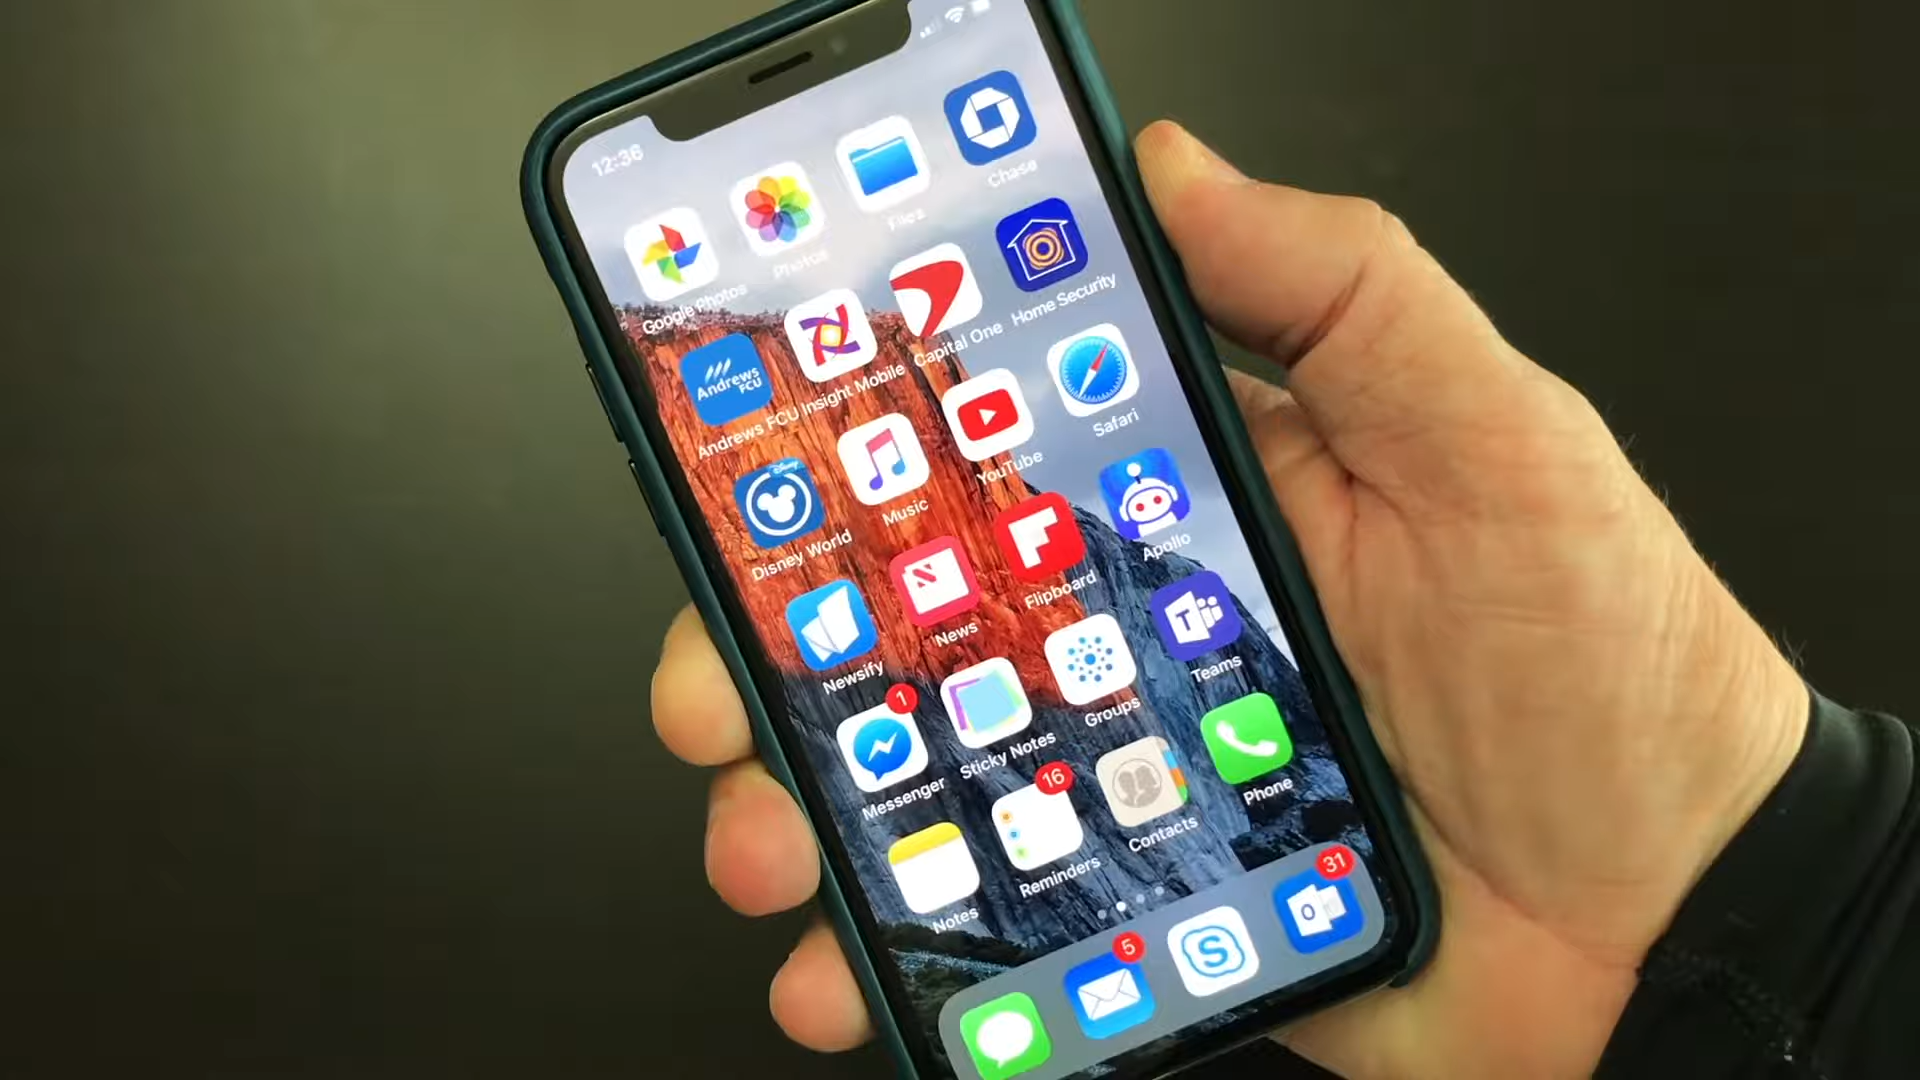 12:36
Google Photos
Photos
Files
Chase
Andrews
FCU
Andrews FCU
Insight Mobile
Capital One
Home Security
Disney
Disney World
Music
YouTube
Safari
Newsify
News
Flipboard
Apollo
1
Messenger
Sticky Notes
Groups
T
Teams
Notes
16
Reminders
Contacts
Phone
5
S
31
O